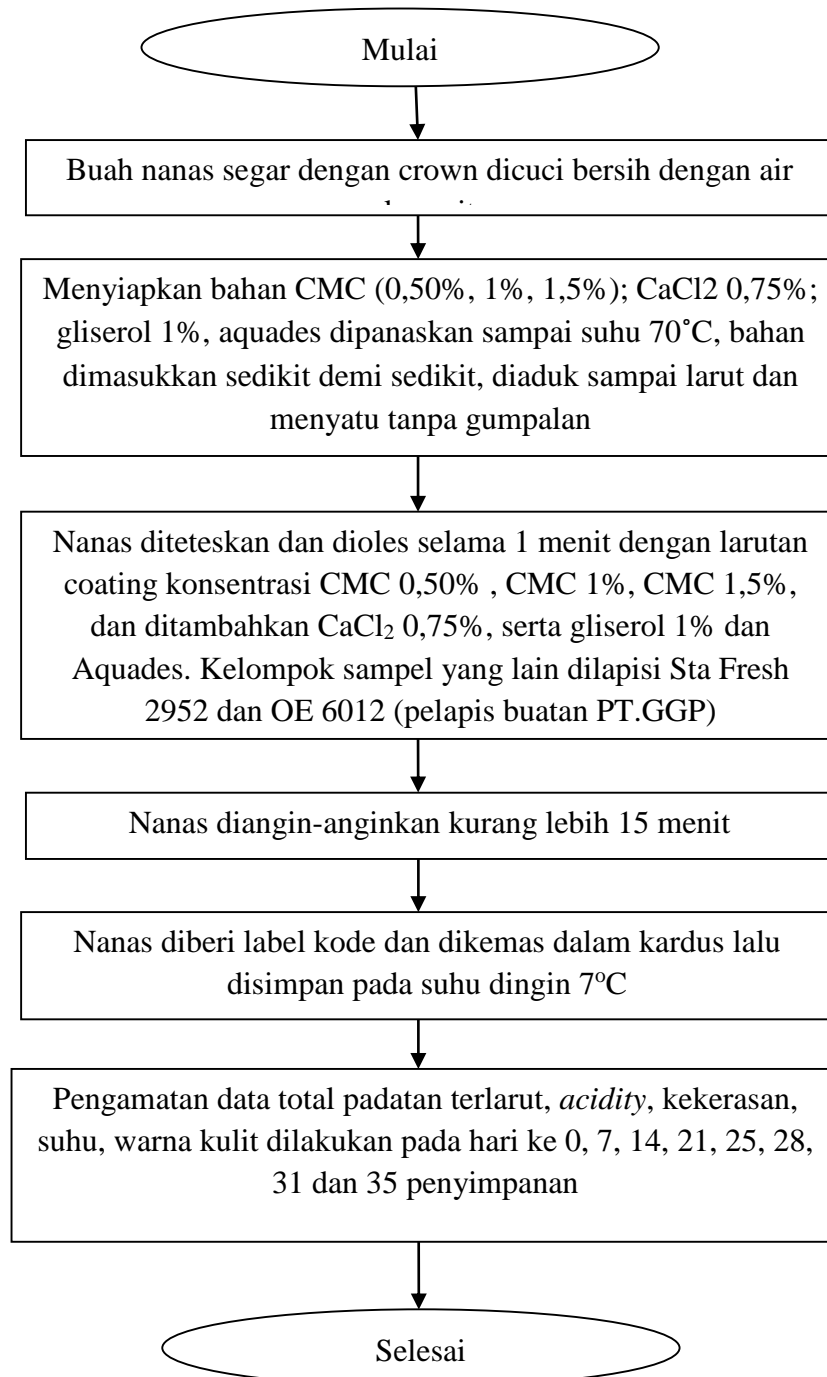 Mulai
Buah nanas segar dengan crown dicuci bersih dengan air
Menyiapkan bahan CMC (0,50%, 1%, 1,5%); CaCl2 0,75%;
gliserol 1%, aquades dipanaskan sampai suhu 70˚C, bahan
dimasukkan sedikit demi sedikit, diaduk sampai larut dan
menyatu tanpa gumpalan
Nanas diteteskan dan dioles selama 1 menit dengan larutan
coating konsentrasi CMC 0,50% , CMC 1%, CMC 1,5%,
dan ditambahkan CaCl₂ 0,75%, serta gliserol 1% dan
Aquades. Kelompok sampel yang lain dilapisi Sta Fresh
2952 dan OE 6012 (pelapis buatan PT.GGP)
Nanas diangin-anginkan kurang lebih 15 menit
Nanas diberi label kode dan dikemas dalam kardus lalu
disimpan pada suhu dingin 7ºC
Pengamatan data total padatan terlarut, acidity, kekerasan,
suhu, warna kulit dilakukan pada hari ke 0, 7, 14, 21, 25, 28,
31 dan 35 penyimpanan
Selesai